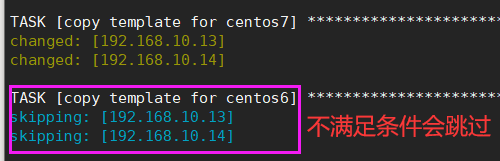 TASK [copy template for centos7] ************************
changed: [192.168.10.13]
changed: [192.168.10.14]
TASK [copy template for centos6] ************************
skipping: [192.168.10.13]
skipping: [192.168.10.14]
不满足条件会跳过